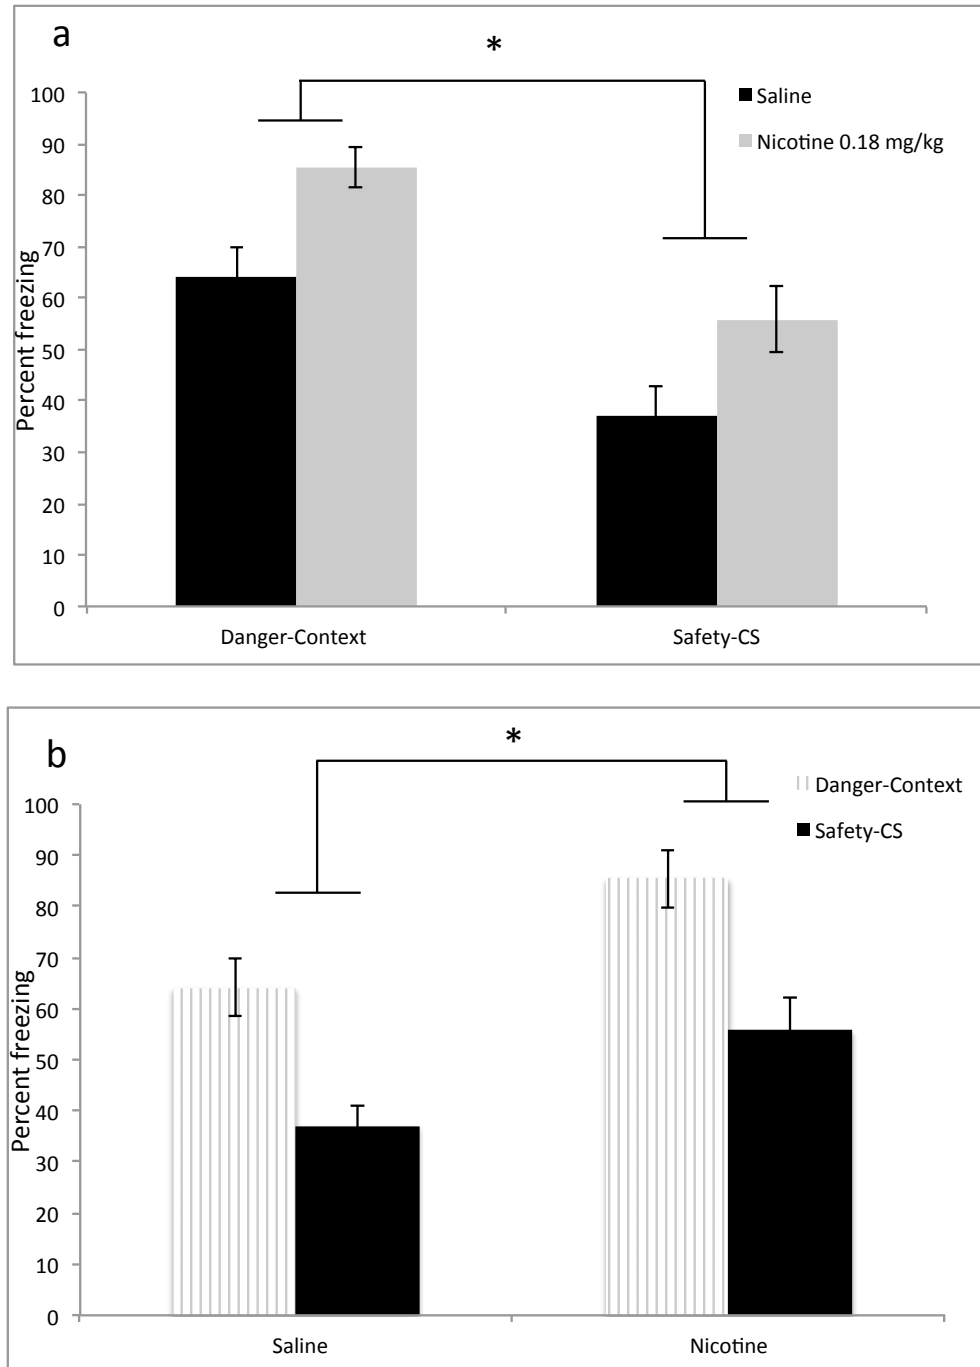 a
*
Saline
Nicotine 0.18 mg/kg
Percent freezing
100
90
80
70
60
50
40
30
20
10
0
Danger-Context Safety-CS
b
*
Danger-Context
Safety-CS
Percent freezing
100
90
80
70
60
50
40
30
20
10
0
Saline Nicotine